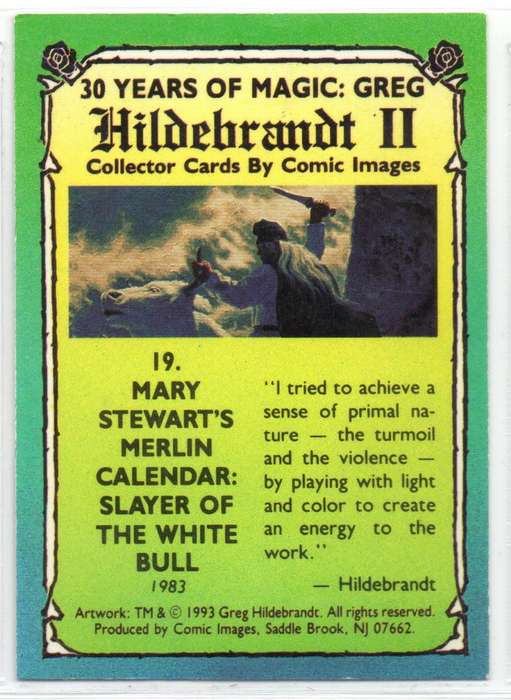 30 YEARS OF MAGIC: GREG
Hildebrandt II
Collector Cards By Comic Images
19.
MARY
STEWART'S
MERLIN
CALENDAR:
SLAYER OF
THE WHITE
BULL
1983
"I tried to achieve a
sense of primal na-
ture — the turmoil
and the violence —
by playing with light
and color to create
an energy to the
work."
— Hildebrandt
Artwork: TM & © 1993 Greg Hildebrandt. All rights reserved.
Produced by Comic Images, Saddle Brook, NJ 07662.